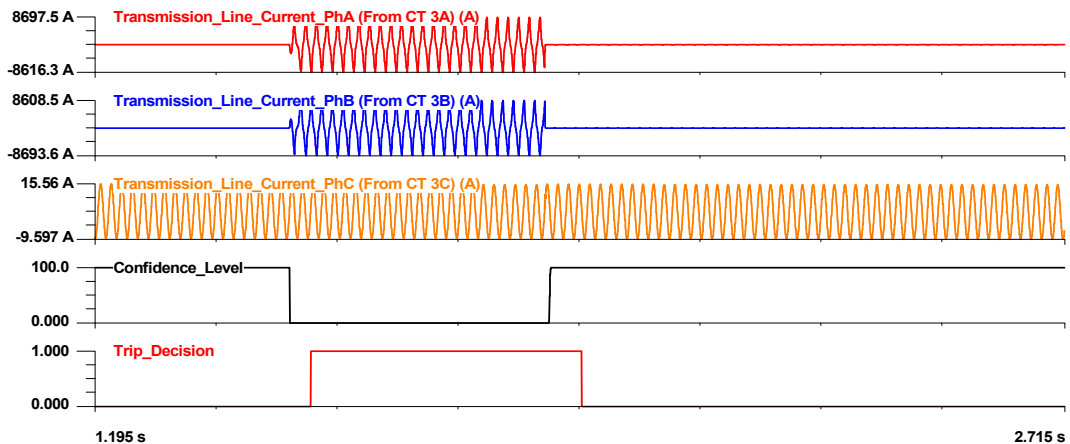 8697.5 A
Transmission_Line_Current_PhA (From CT 3A) (A)
-8616.3 A
8608.5 A
Transmission_Line_Current_PhB (From CT 3B) (A)
-8693.6 A
15.56 A
Transmission_Line_Current_PhC (From CT 3C) (A)
-9.597 A
100.0
Confidence_Level
0.000
1.000
Trip_Decision
0.000
1.195 s
2.715 s